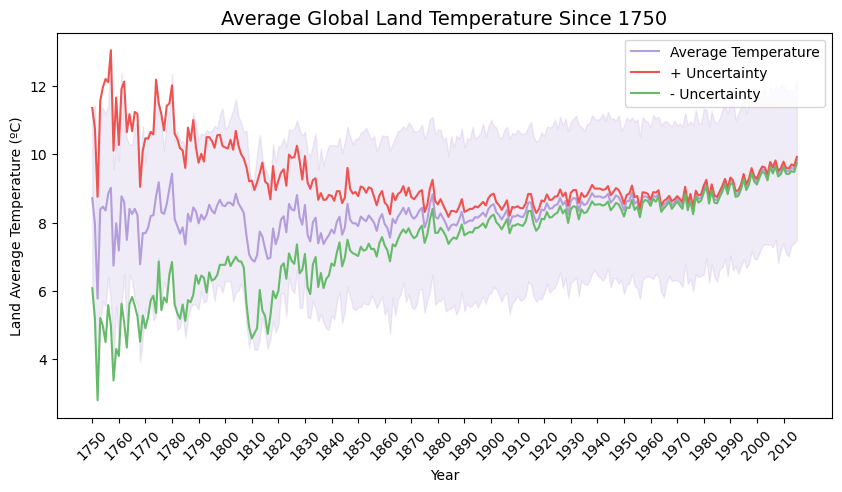 Average Global Land Temperature Since 1750
Average Temperature
+ Uncertainty
- Uncertainty
12
10
8
6
4
Land Average Temperature (ºC)
1750 1760 1770 1780 1790 1800 1810 1820 1830 1840 1850 1860 1870 1880 1890 1900 1910 1920 1930 1940 1950 1960 1970 1980 1990 2000 2010
Year